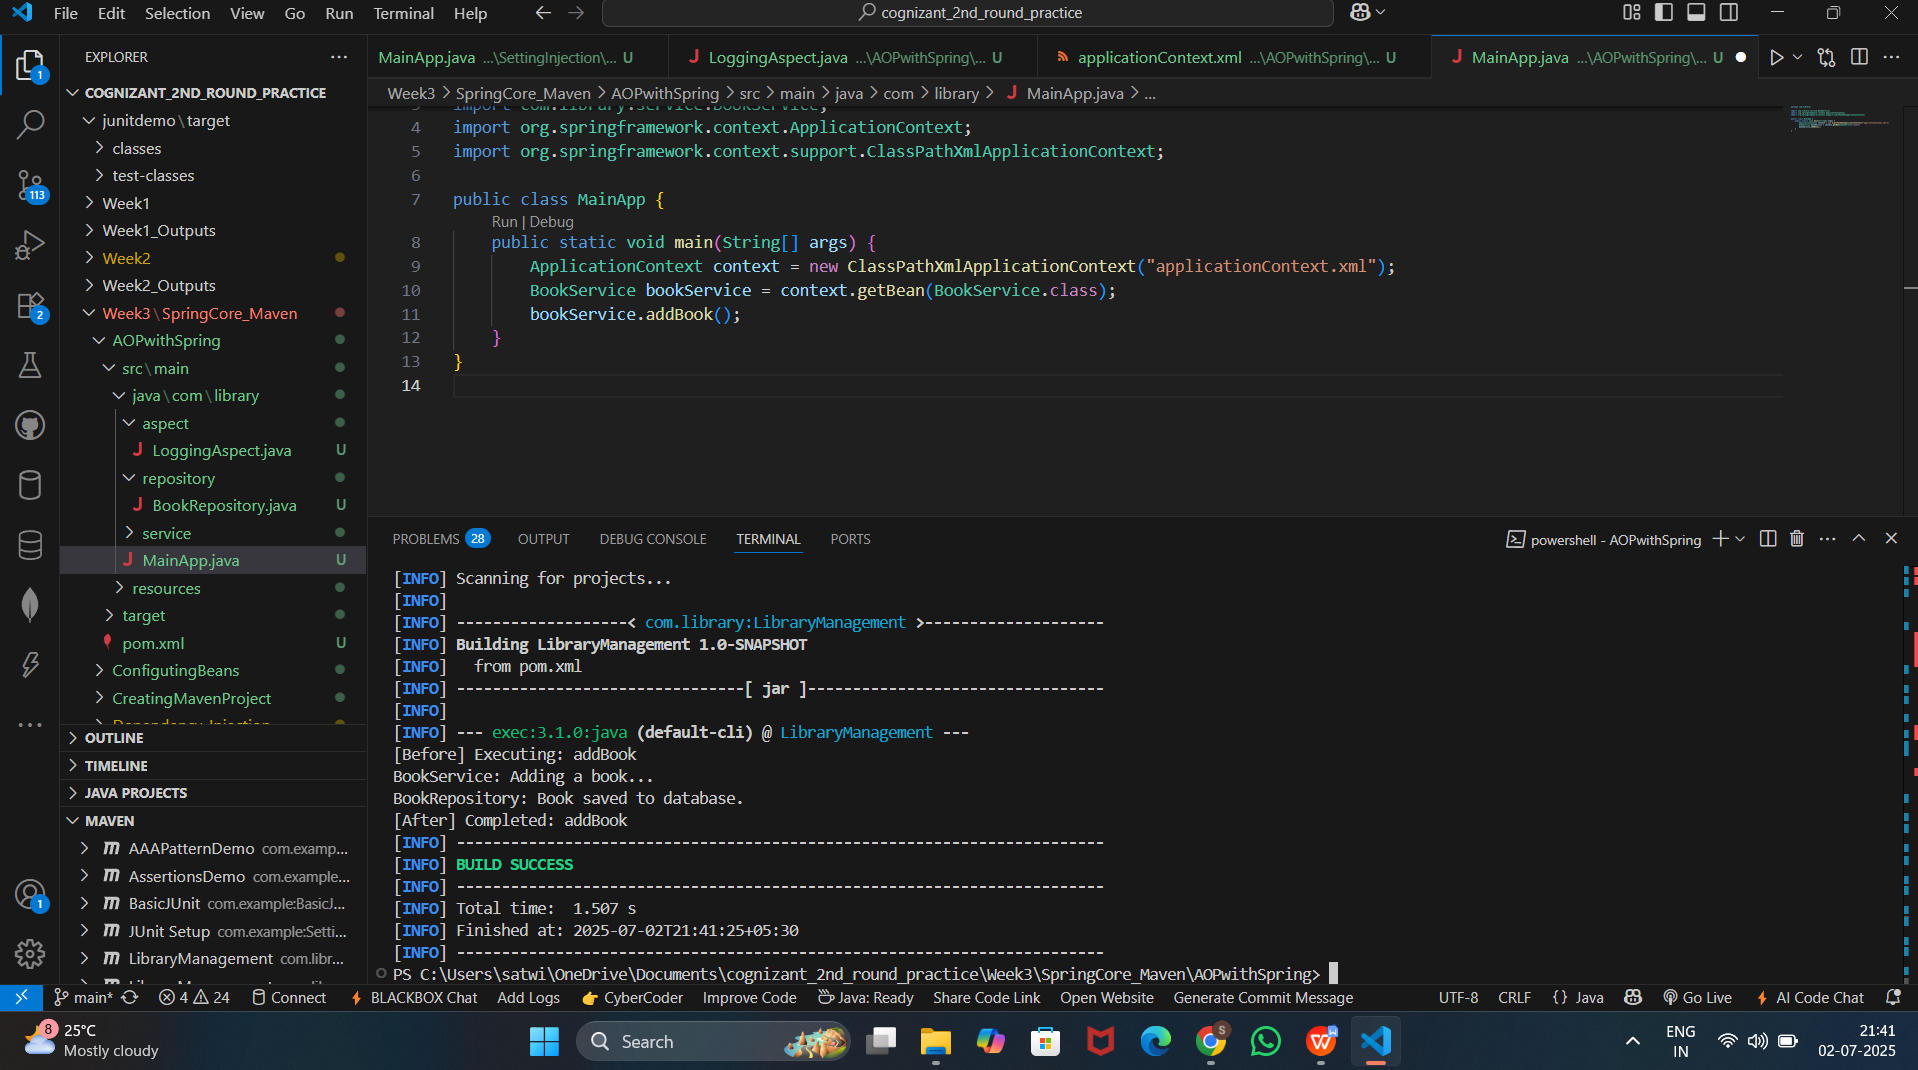 File Edit Selection View Go Run Terminal Help
cognizant_2nd_round_practice
EXPLORER
COGNIZANT_2ND_ROUND_PRACTICE
junitdemo\target
classes
test-classes
Week1
Week1_Outputs
Week2
Week2_Outputs
Week3\SpringCore_Maven
AOPwithSpring
src\main
java\com\library
aspect
LoggingAspect.java U
repository
BookRepository.java U
service
MainApp.java U
resources
target
pom.xml U
ConfigutingBeans
CreatingMavenProject
Dependency_Injection
OUTLINE
TIMELINE
JAVA PROJECTS
MAVEN
AAAPatternDemo com.examp...
AssertionsDemo com.example...
BasicJUnit com.example:BasicJ...
JUnit Setup com.example:Setti...
LibraryManagement com.libr...
1
113
2
1
MainApp.java ...\SettingInjection\... U
LoggingAspect.java ...\AOPwithSpring\... U
applicationContext.xml ...\AOPwithSpring\... U
MainApp.java ...\AOPwithSpring\... U
Week3 > SpringCore_Maven > AOPwithSpring > src > main > java > com > library > MainApp.java > ...
3 import com.library.service.BookService;
4 import org.springframework.context.ApplicationContext;
5 import org.springframework.context.support.ClassPathXmlApplicationContext;
6
7 public class MainApp {
Run | Debug
8 public static void main(String[] args) {
9 ApplicationContext context = new ClassPathXmlApplicationContext("applicationContext.xml");
10 BookService bookService = context.getBean(BookService.class);
11 bookService.addBook();
12 }
13 }
14
PROBLEMS 28 OUTPUT DEBUG CONSOLE TERMINAL PORTS
powershell - AOPwithSpring
[INFO] Scanning for projects...
[INFO]
[INFO] -------------------< com.library:LibraryManagement >--------------------
[INFO] Building LibraryManagement 1.0-SNAPSHOT
[INFO]   from pom.xml
[INFO] --------------------------------[ jar ]---------------------------------
[INFO]
[INFO] --- exec:3.1.0:java (default-cli) @ LibraryManagement ---
[Before] Executing: addBook
BookService: Adding a book...
BookRepository: Book saved to database.
[After] Completed: addBook
[INFO] ------------------------------------------------------------------------
[INFO] BUILD SUCCESS
[INFO] ------------------------------------------------------------------------
[INFO] Total time:  1.507 s
[INFO] Finished at: 2025-07-02T21:41:25+05:30
[INFO] ------------------------------------------------------------------------
PS C:\Users\satwi\OneDrive\Documents\cognizant_2nd_round_practice\Week3\SpringCore_Maven\AOPwithSpring>
main* 4 24 Connect BLACKBOX Chat Add Logs CyberCoder Improve Code Java: Ready Share Code Link Open Website Generate Commit Message UTF-8 CRLF {} Java Go Live AI Code Chat
8 25°C
Mostly cloudy
Search
ENG
IN
21:41
02-07-2025